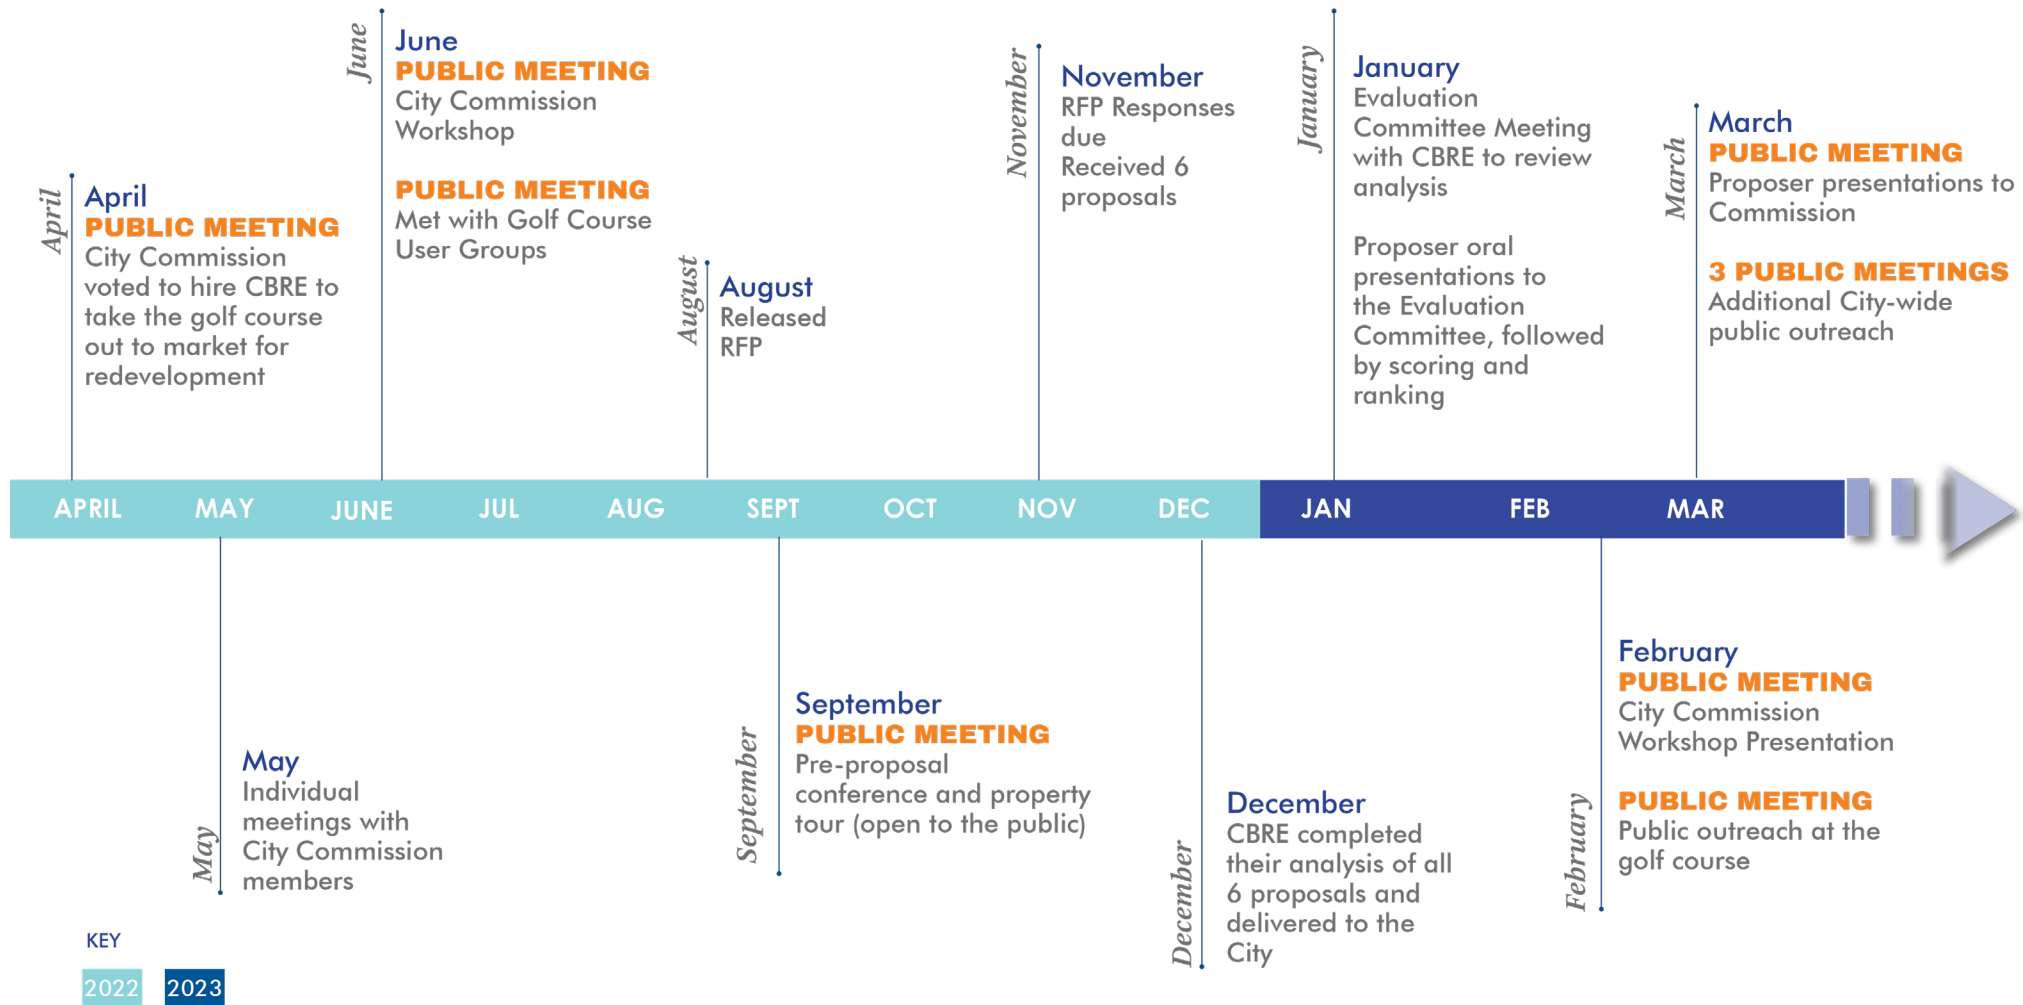 June
June
PUBLIC MEETING
City Commission
Workshop
PUBLIC MEETING
Met with Golf Course
User Groups
November
November
RFP Responses
due
Received 6
proposals
January
January
Evaluation
Committee Meeting
with CBRE to review
analysis
Proposer oral
presentations to
the Evaluation
Committee, followed
by scoring and
ranking
March
March
PUBLIC MEETING
Proposer presentations to
Commission
3 PUBLIC MEETINGS
Additional City-wide
public outreach
April
April
PUBLIC MEETING
City Commission
voted to hire CBRE to
take the golf course
out to market for
redevelopment
August
August
Released
RFP
APRIL
MAY
JUNE
JUL
AUG
SEPT
OCT
NOV
DEC
JAN
FEB
MAR
May
May
Individual
meetings with
City Commission
members
September
September
PUBLIC MEETING
Pre-proposal
conference and property
tour (open to the public)
December
December
CBRE completed
their analysis of all
6 proposals and
delivered to the
City
February
February
PUBLIC MEETING
City Commission
Workshop Presentation
PUBLIC MEETING
Public outreach at the
golf course
KEY
2022
2023